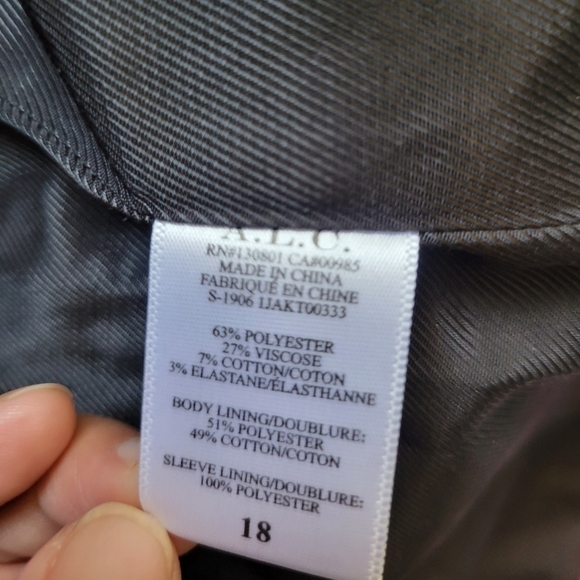 A.L.C.
RN#130801 CA#00985
MADE IN CHINA
FABRIQUÉ EN CHINE
S-1906 1JAKT00333
63% POLYESTER
27% VISCOSE
7% COTTON/COTON
3% ELASTANE/ÉLASTHANNE
BODY LINING/DOUBLURE:
51% POLYESTER
49% COTTON/COTON
SLEEVE LINING/DOUBLURE:
100% POLYESTER
18